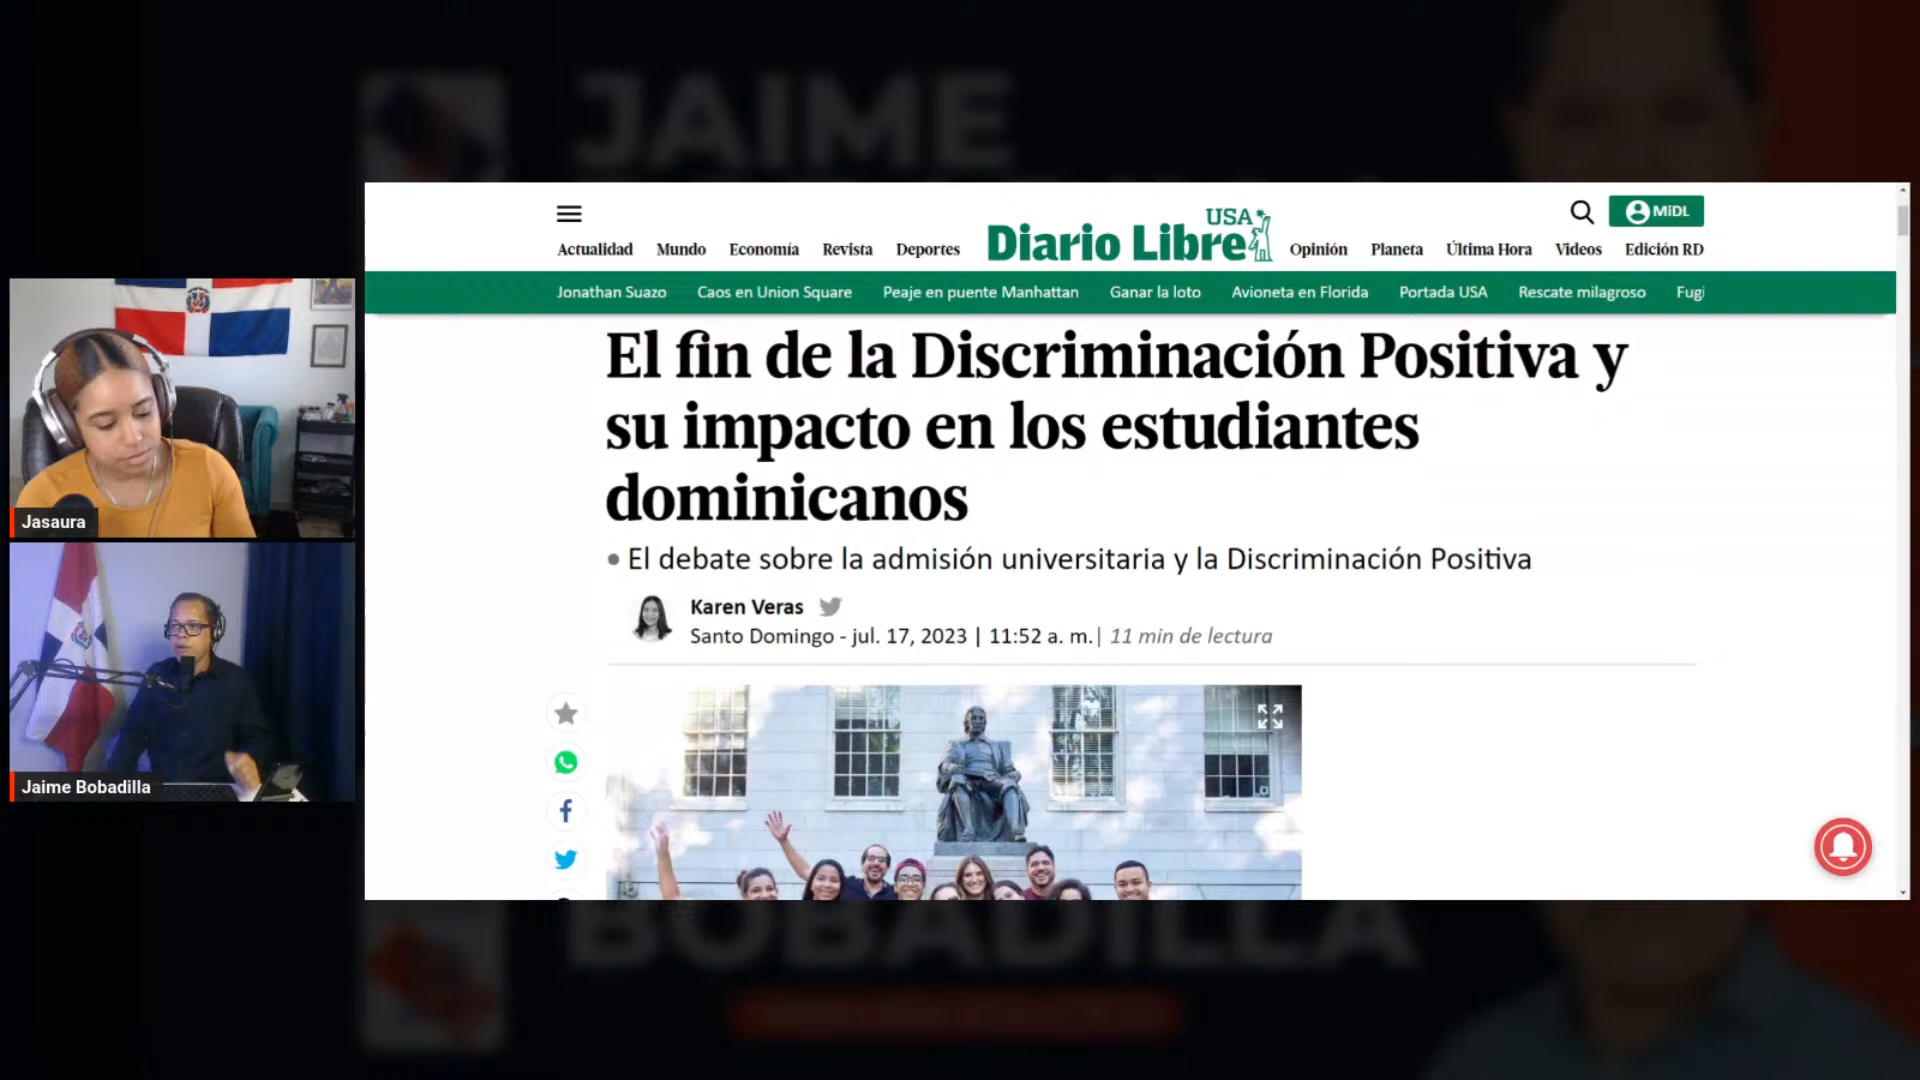 JAIME
USA
Diario Libre
MiDL
Actualidad Mundo Economía Revista Deportes Opinión Planeta Última Hora Videos Edición RD
Jonathan Suazo Caos en Union Square Peaje en puente Manhattan Ganar la loto Avioneta en Florida Portada USA Rescate milagroso Fugi
El fin de la Discriminación Positiva y
su impacto en los estudiantes
dominicanos
El debate sobre la admisión universitaria y la Discriminación Positiva
Karen Veras
Santo Domingo - jul. 17, 2023 | 11:52 a. m. | 11 min de lectura
Jasaura
Jaime Bobadilla
BOBADILLA